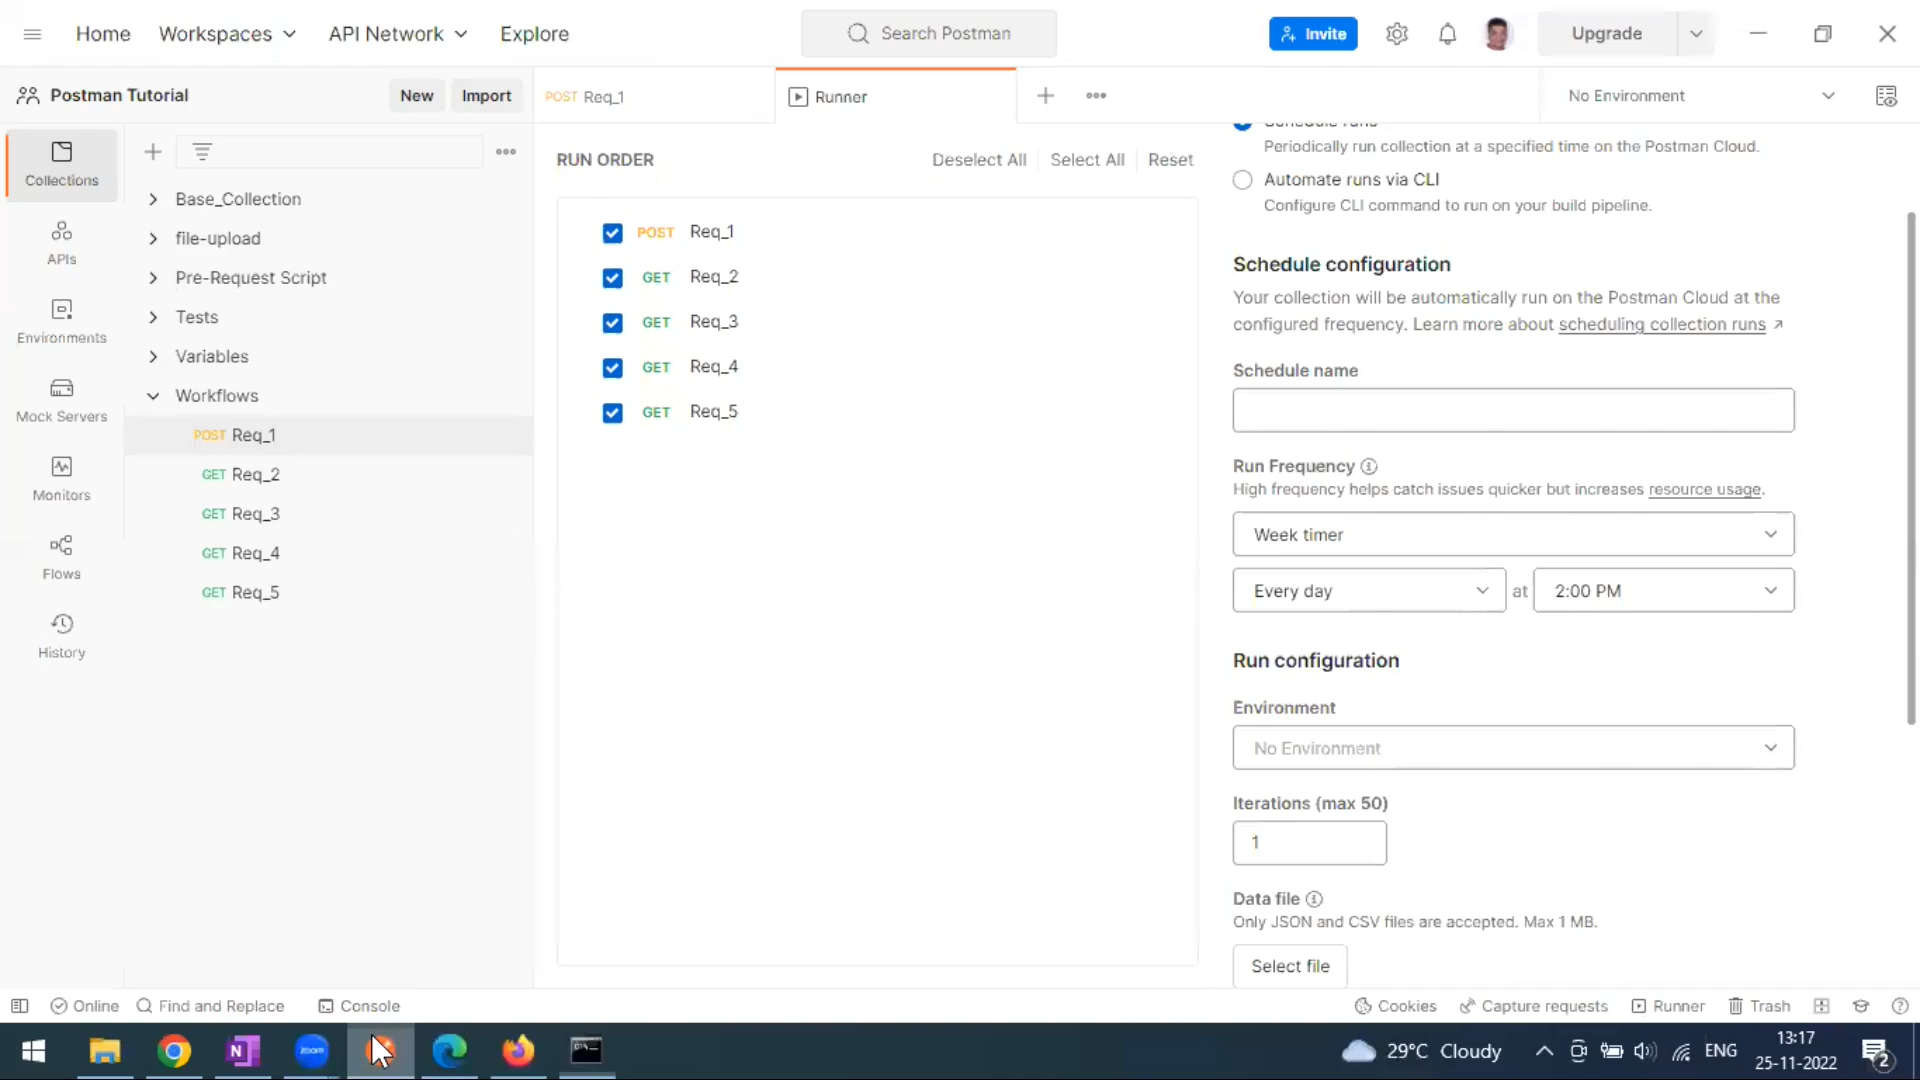 Home Workspaces API Network Explore Search Postman Invite Upgrade
Postman Tutorial New Import POST Req_1 Runner No Environment
Collections
APIs
Environments
Mock Servers
Monitors
Flows
History
Base_Collection
file-upload
Pre-Request Script
Tests
Variables
Workflows
POST Req_1
GET Req_2
GET Req_3
GET Req_4
GET Req_5
RUN ORDER Deselect All Select All Reset
POST Req_1
GET Req_2
GET Req_3
GET Req_4
GET Req_5
Schedule runs
Periodically run collection at a specified time on the Postman Cloud.
Automate runs via CLI
Configure CLI command to run on your build pipeline.
Schedule configuration
Your collection will be automatically run on the Postman Cloud at the
configured frequency. Learn more about scheduling collection runs
Schedule name
Run Frequency
High frequency helps catch issues quicker but increases resource usage.
Week timer
Every day at 2:00 PM
Run configuration
Environment
No Environment
Iterations (max 50)
1
Data file
Only JSON and CSV files are accepted. Max 1 MB.
Select file
Online Find and Replace Console Cookies Capture requests Runner Trash
N zoom 29°C Cloudy ENG 13:17
25-11-2022 2